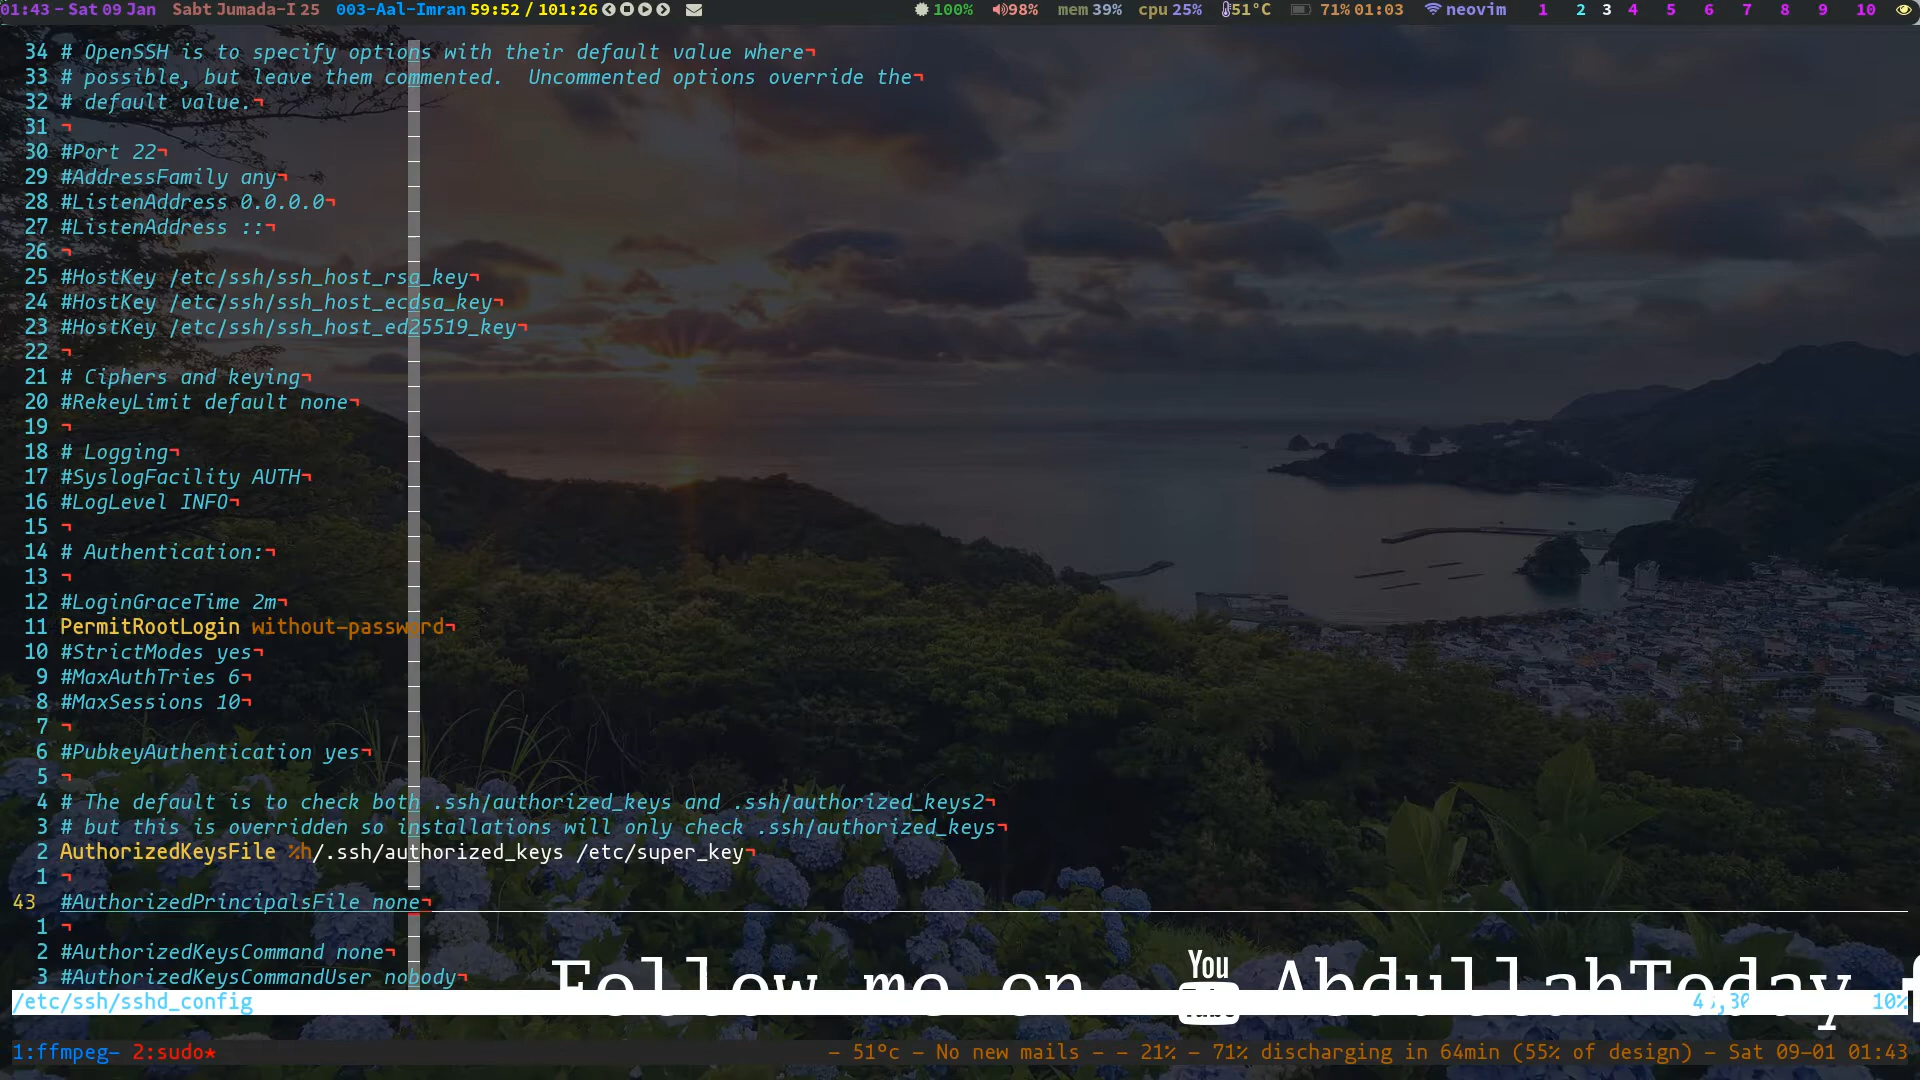 01:43 - Sat 09 Jan Sabt Jumada-I 25 003-Aal-Imran 59:52 / 101:26 100% 98% mem 39% cpu 25% 51°C 71% 01:03 neovim 1 2 3 4 5 6 7 8 9 10
34 # OpenSSH is to specify options with their default value where¬
33 # possible, but leave them commented.  Uncommented options override the¬
32 # default value.¬
31 ¬
30 #Port 22¬
29 #AddressFamily any¬
28 #ListenAddress 0.0.0.0¬
27 #ListenAddress ::¬
26 ¬
25 #HostKey /etc/ssh/ssh_host_rsa_key¬
24 #HostKey /etc/ssh/ssh_host_ecdsa_key¬
23 #HostKey /etc/ssh/ssh_host_ed25519_key¬
22 ¬
21 # Ciphers and keying¬
20 #RekeyLimit default none¬
19 ¬
18 # Logging¬
17 #SyslogFacility AUTH¬
16 #LogLevel INFO¬
15 ¬
14 # Authentication:¬
13 ¬
12 #LoginGraceTime 2m¬
11 PermitRootLogin without-password¬
10 #StrictModes yes¬
9 #MaxAuthTries 6¬
8 #MaxSessions 10¬
7 ¬
6 #PubkeyAuthentication yes¬
5 ¬
4 # The default is to check both .ssh/authorized_keys and .ssh/authorized_keys2¬
3 # but this is overridden so installations will only check .ssh/authorized_keys¬
2 AuthorizedKeysFile %h/.ssh/authorized_keys /etc/super_key¬
1 ¬
43 #AuthorizedPrincipalsFile none¬
1 ¬
2 #AuthorizedKeysCommand none¬
3 #AuthorizedKeysCommandUser nobody¬
Follow me on You AbdullahToday
/etc/ssh/sshd_config 10%
1:ffmpeg- 2:sudo* - 51°c - No new mails - - 21% - 71% discharging in 64min (55% of design) - Sat 09-01 01:43